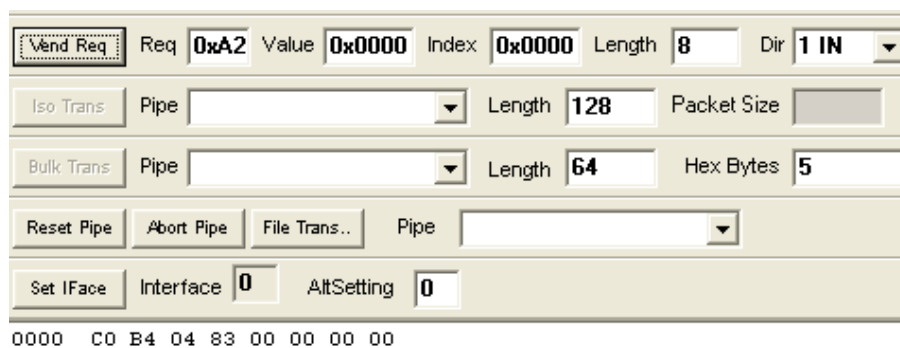 Vend Req Req 0xA2 Value 0x0000 Index 0x0000 Length 8 Dir 1 IN
Iso Trans Pipe Length 128 Packet Size
Bulk Trans Pipe Length 64 Hex Bytes 5
Reset Pipe Abort Pipe File Trans.. Pipe
Set IFace Interface 0 AltSetting 0
0000 C0 B4 04 83 00 00 00 00